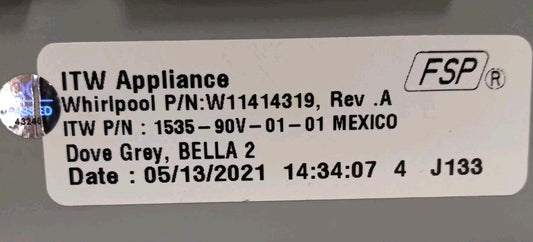 ITW Appliance
FSP ®
Whirlpool P/N:W11414319, Rev .A
PASSED
ITW P/N : 1535-90V-01-01 MEXICO
Dove Grey, BELLA 2
Date : 05/13/2021 14:34:07 4 J133